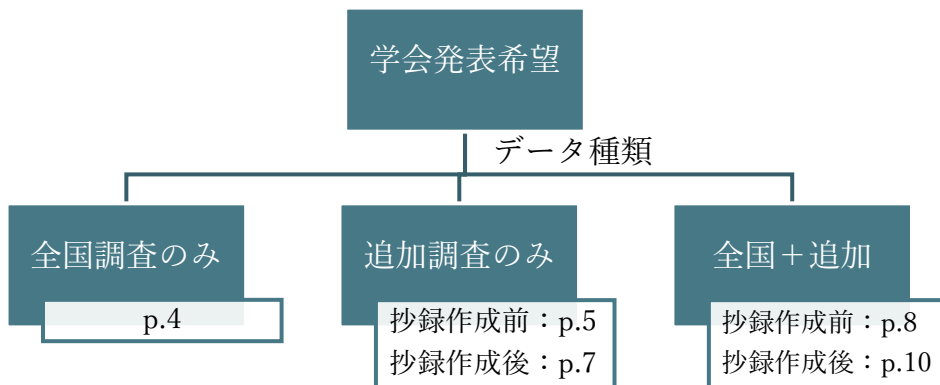 学会発表希望
データ種類
全国調査のみ
p.4
追加調査のみ
抄録作成前：p.5
抄録作成後：p.7
全国＋追加
抄録作成前：p.8
抄録作成後：p.10